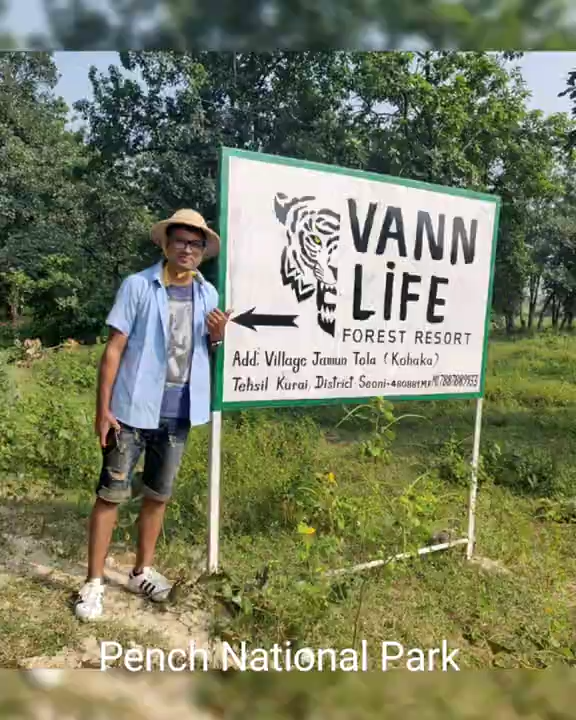 VANN
LiFE
FOREST RESORT
Add: Village Jamun Tola (Kohaka)
Tehsil Kurai, District Seoni-480881 M.P.
Pench National Park